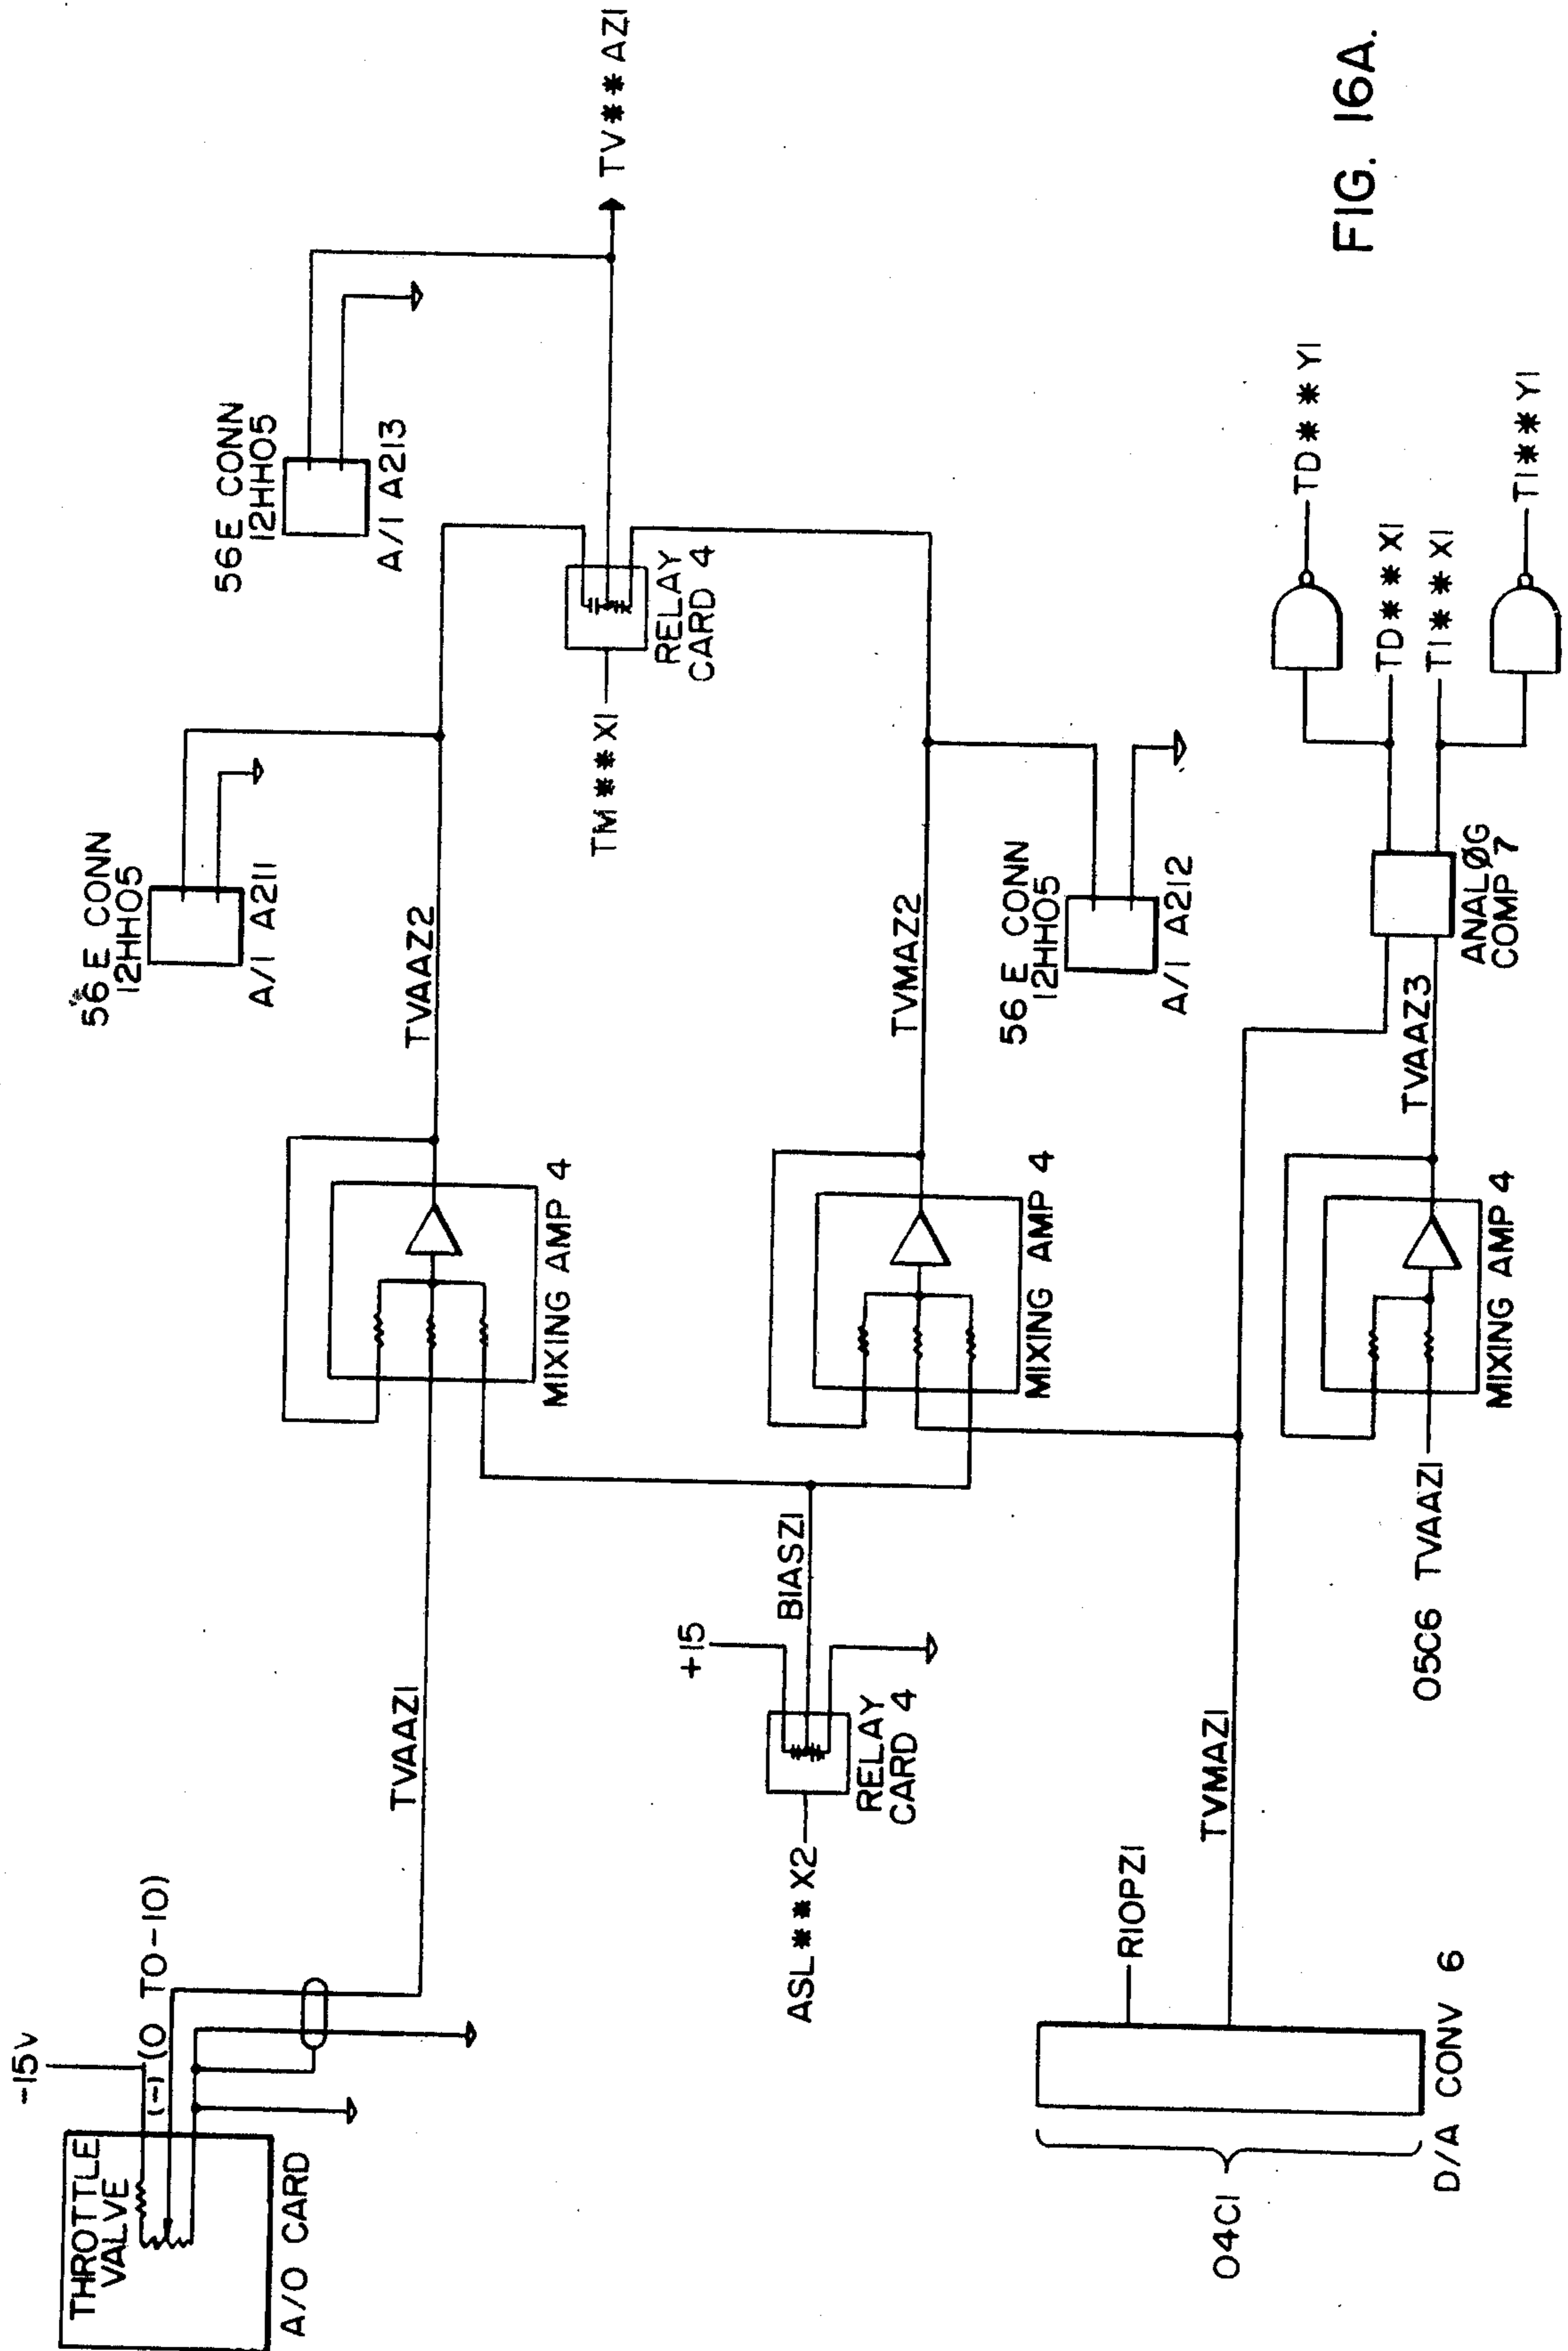 -15V
THROTTLE
VALVE
(-) (0 TO-10)
A/O CARD
TVAAZ1
MIXING AMP 4
TVAAZ2
56 E CONN
12HH05
A/I A211
56E CONN
12HH05
A/I A213
TV**AZ1
TM**X1
RELAY
CARD 4
+15
BIASZ1
ASL**X2
RELAY
CARD 4
MIXING AMP 4
TVMAZ2
56 E CONN
12HH05
A/I A212
RIOPZ1
TVMAZ1
04C1
D/A CONV 6
05C6 TVAAZ1
MIXING AMP 4
TVAAZ3
ANALØG
COMP 7
TD**Y1
TD**X1
TI**X1
TI**Y1
FIG. 16A.